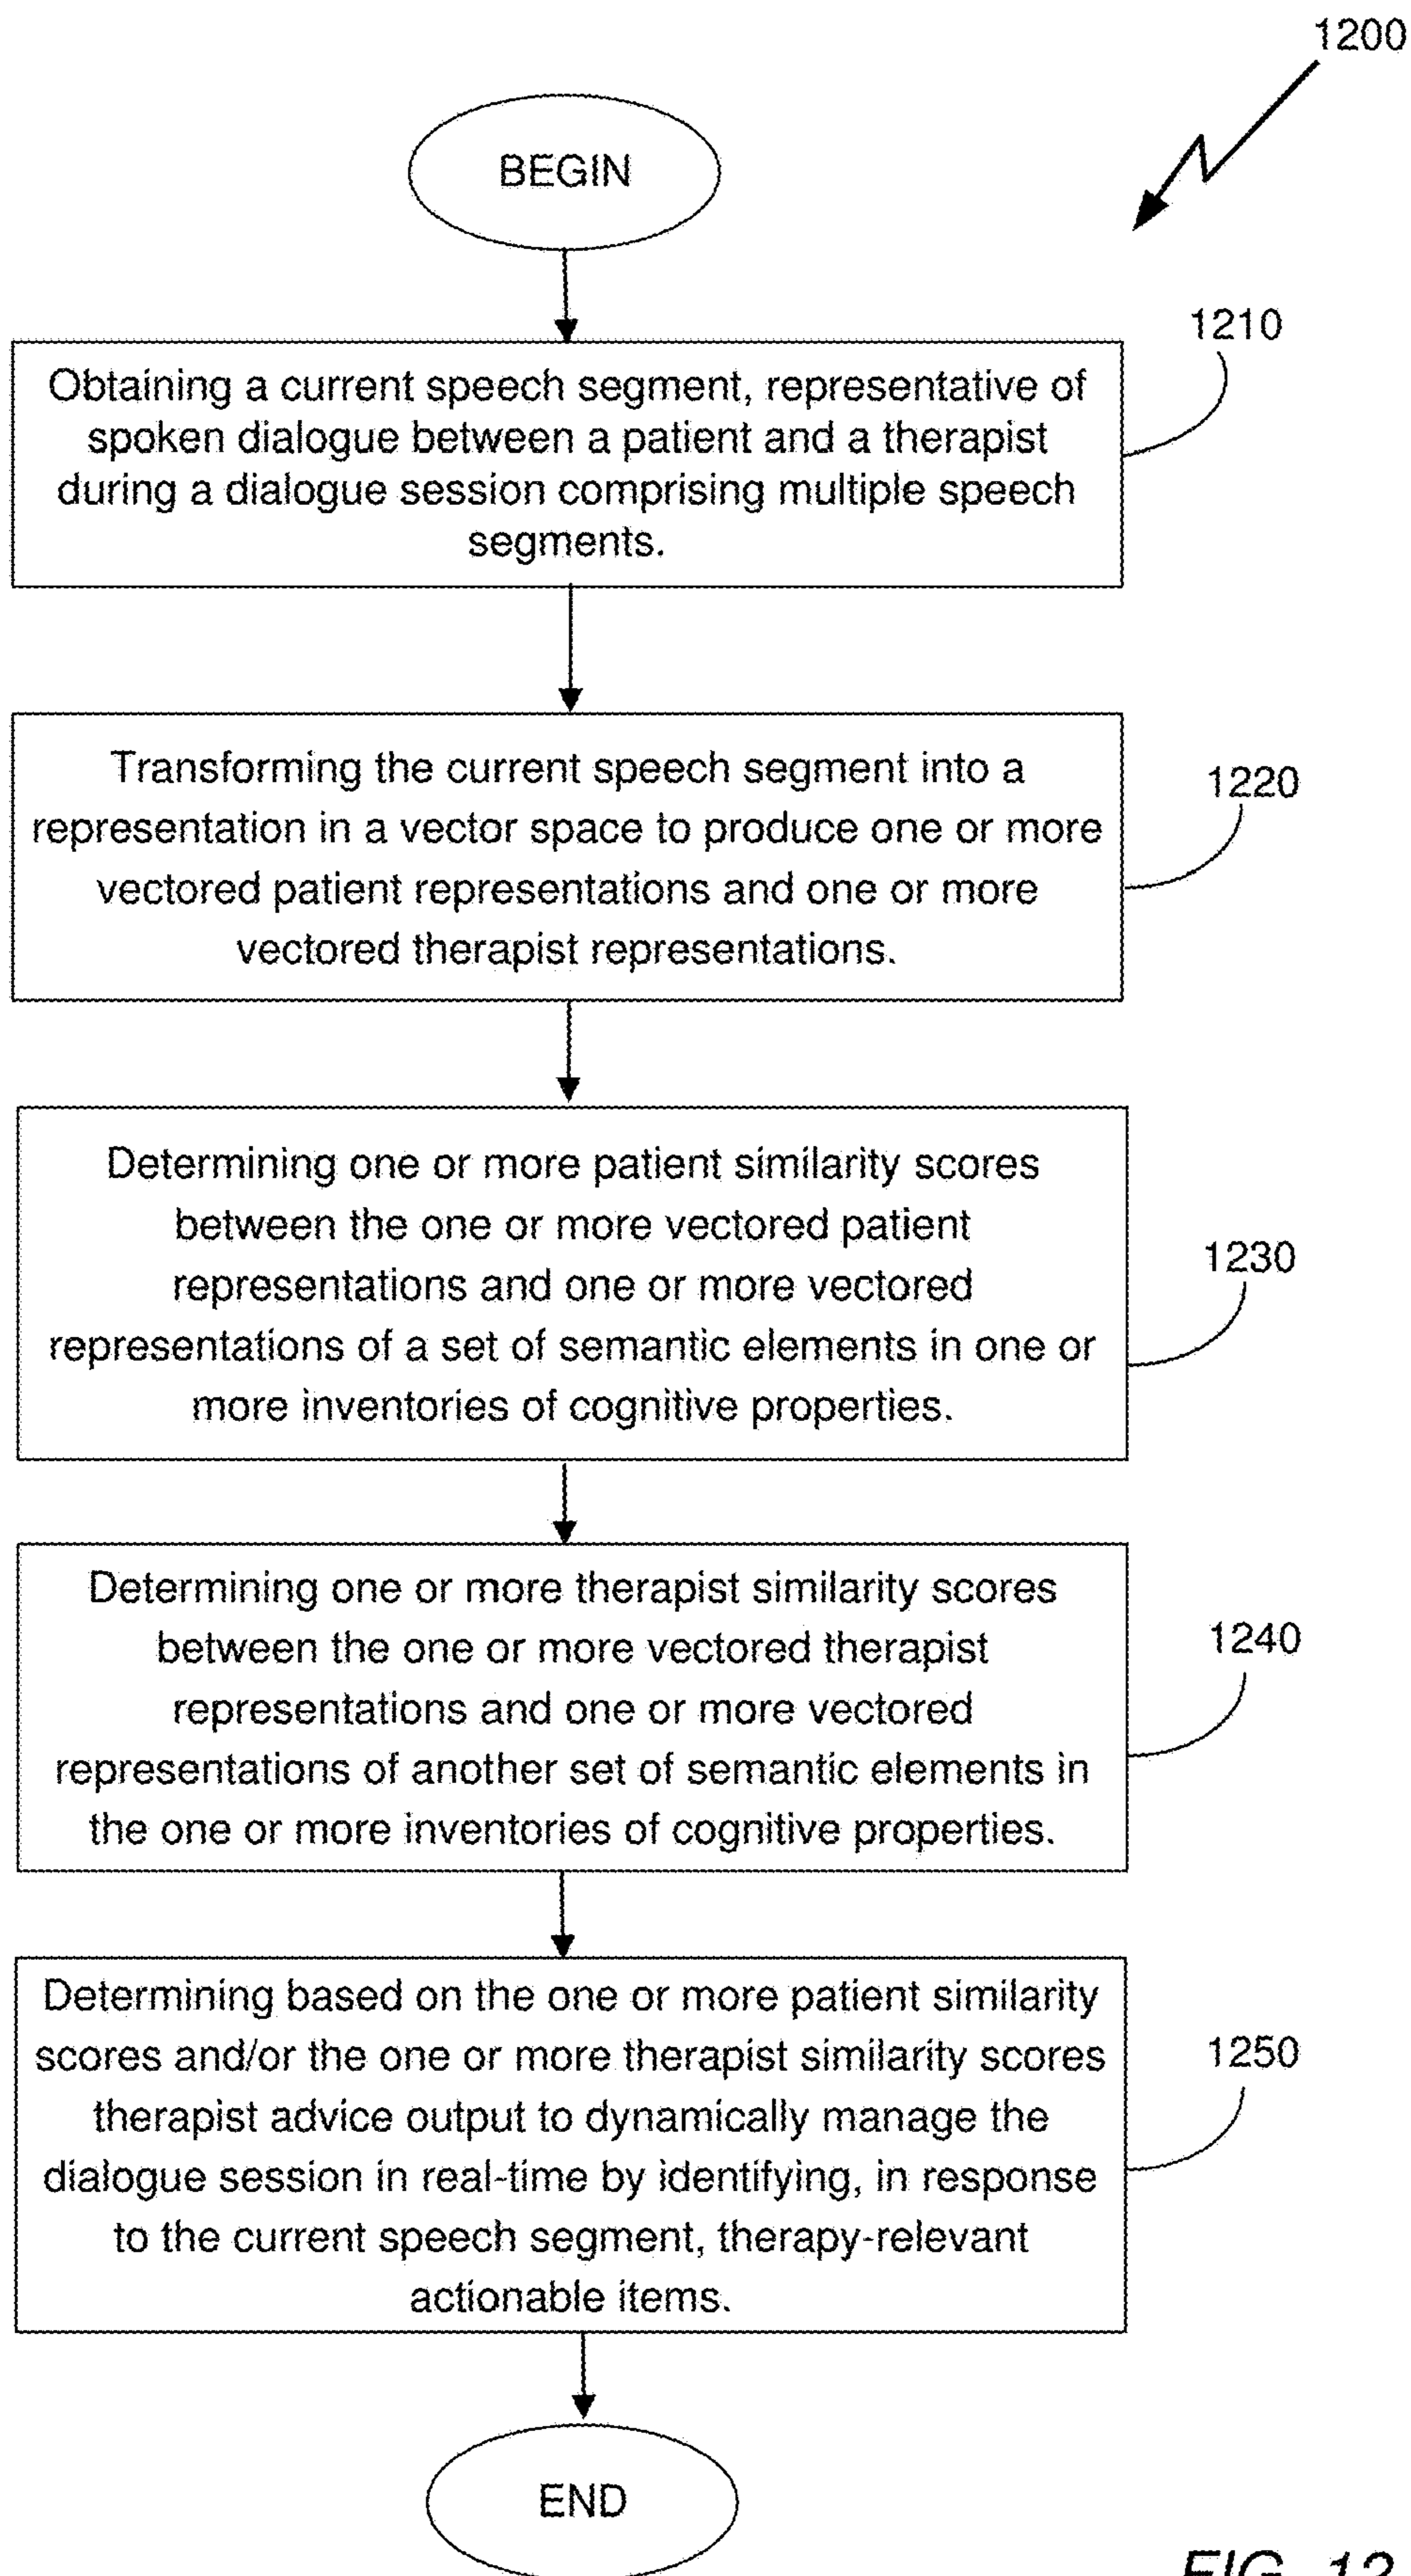 1200
BEGIN
1210
Obtaining a current speech segment, representative of
spoken dialogue between a patient and a therapist
during a dialogue session comprising multiple speech
segments.
1220
Transforming the current speech segment into a
representation in a vector space to produce one or more
vectored patient representations and one or more
vectored therapist representations.
1230
Determining one or more patient similarity scores
between the one or more vectored patient
representations and one or more vectored
representations of a set of semantic elements in one or
more inventories of cognitive properties.
1240
Determining one or more therapist similarity scores
between the one or more vectored therapist
representations and one or more vectored
representations of another set of semantic elements in
the one or more inventories of cognitive properties.
1250
Determining based on the one or more patient similarity
scores and/or the one or more therapist similarity scores
therapist advice output to dynamically manage the
dialogue session in real-time by identifying, in response
to the current speech segment, therapy-relevant
actionable items.
END
FIG. 12